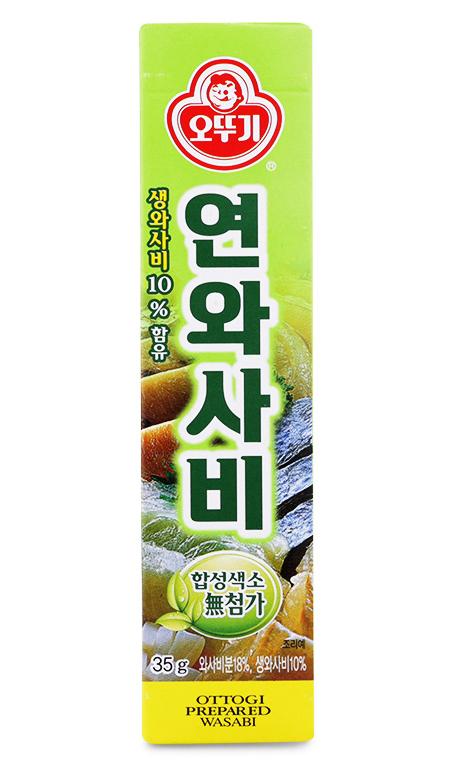 오뚜기
®
생와사비 10% 함유
연와사비
합성색소
無첨가
조리예
35g 와사비분18%, 생와사비10%
OTTOGI
PREPARED
WASABI